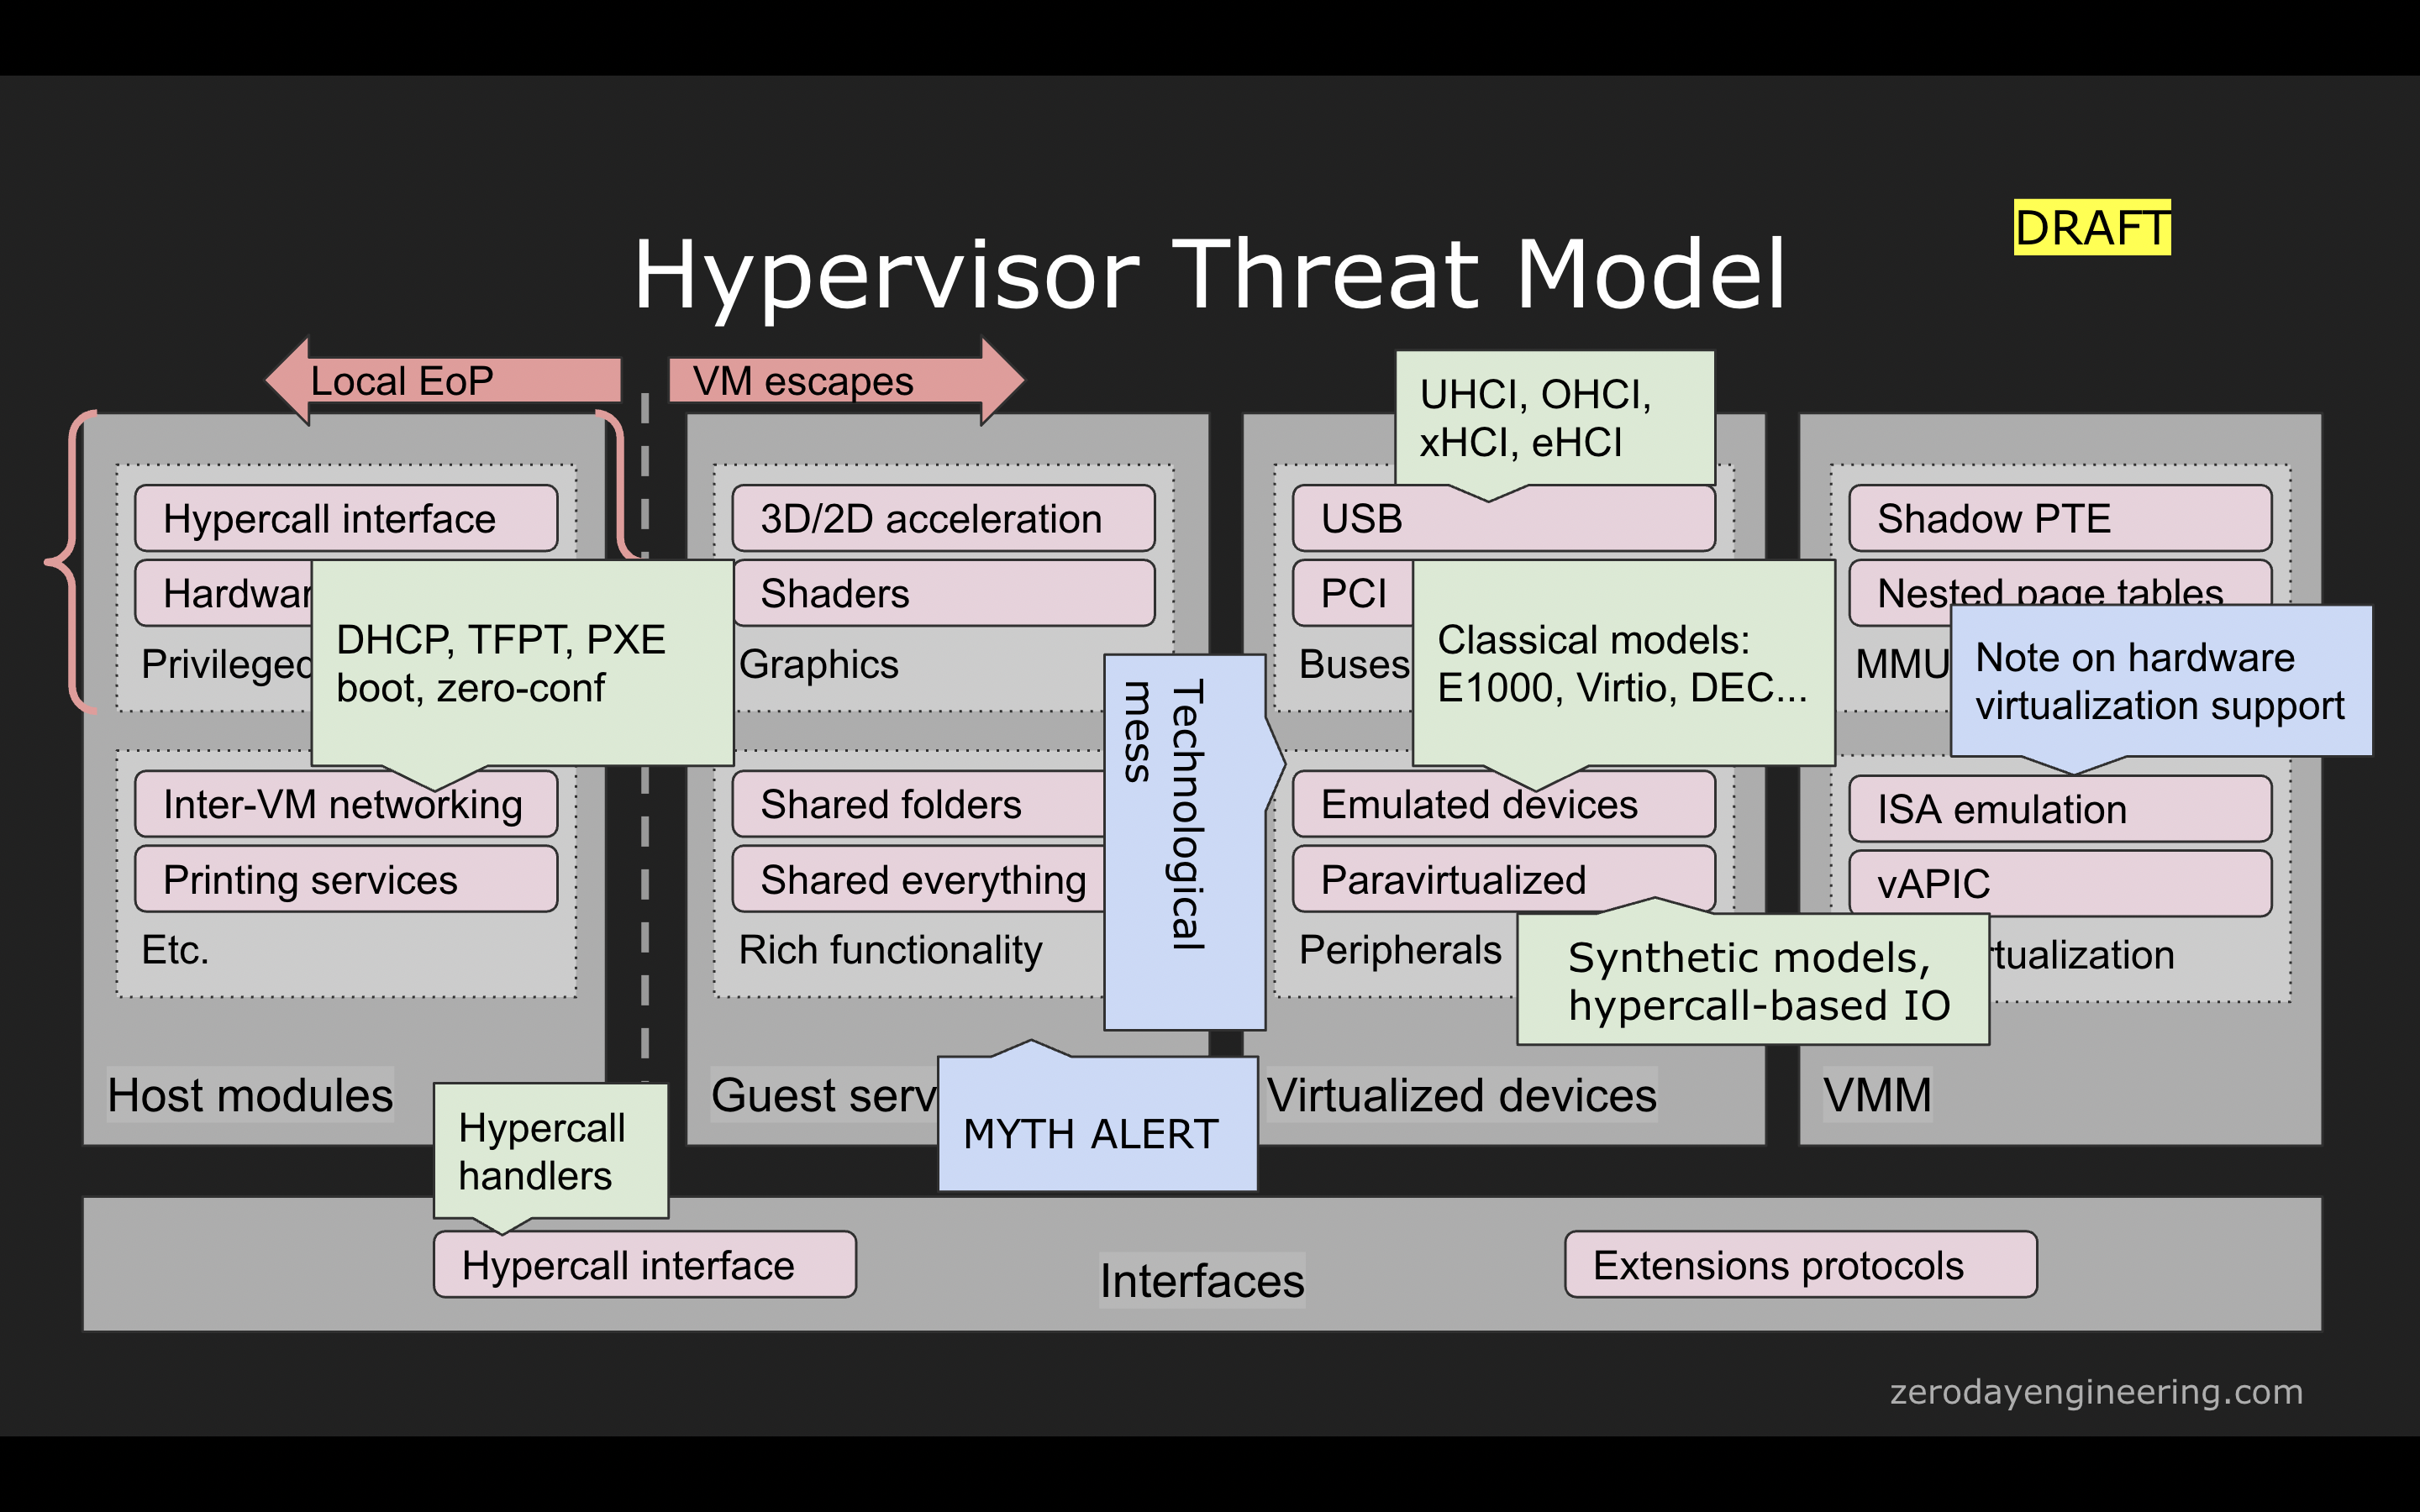 DRAFT
Hypervisor Threat Model
Local EoP
VM escapes
Hypercall interface
DHCP, TFPT, PXE
boot, zero-conf
Inter-VM networking
Printing services
Etc.
Host modules
3D/2D acceleration
Shaders
Graphics
Shared folders
Shared everything
Rich functionality
Guest
Technological
mess
MYTH ALERT
UHCI, OHCI,
xHCI, eHCI
USB
PCI
Buses
Classical models:
E1000, Virtio, DEC...
Emulated devices
Paravirtualized
Peripherals
Synthetic models,
hypercall-based IO
Virtualized devices
Shadow PTE
Nested page tables
MMU
Note on hardware
virtualization support
ISA emulation
vAPIC
VMM
Hypercall
handlers
Hypercall interface
Interfaces
Extensions protocols
zerodayengineering.com